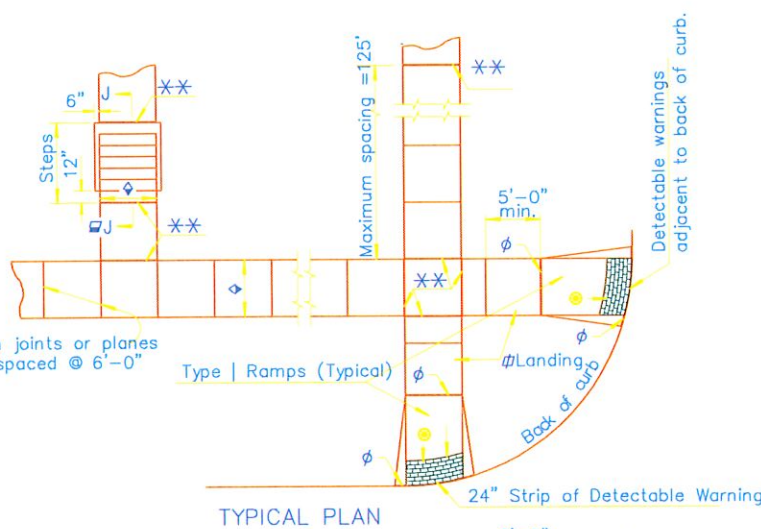 Maximum spacing =125'
**
J
**
6"
Steps
12"
J
**
5'-0"
min.
Detectable warnings
adjacent to back of curb.
ø
**
joints or planes
spaced @ 6'-0"
Type | Ramps (Typical)
Landing
ø
ø
Back of curb
ø
24" Strip of Detectable Warning
TYPICAL PLAN